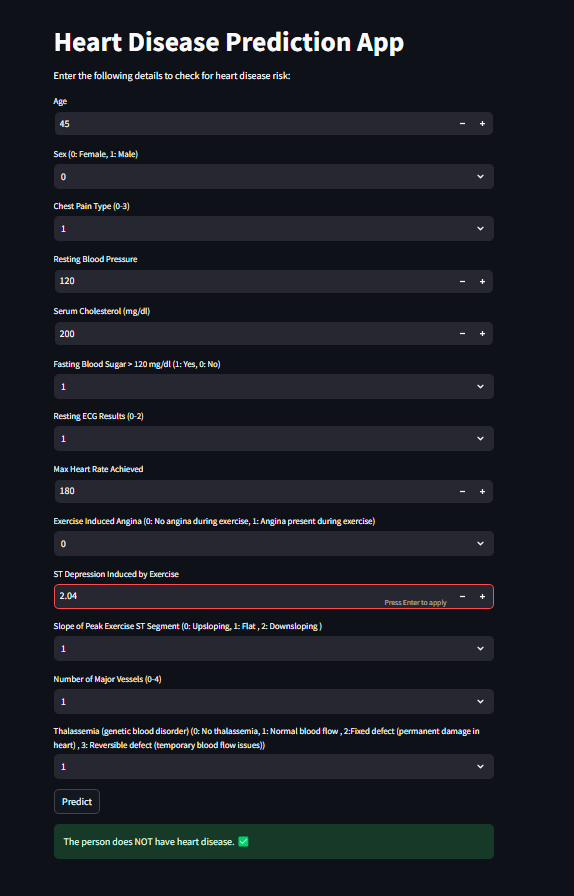 Heart Disease Prediction App
Enter the following details to check for heart disease risk:
Age
45
Sex (0: Female, 1: Male)
0
Chest Pain Type (0-3)
1
Resting Blood Pressure
120
Serum Cholesterol (mg/dl)
200
Fasting Blood Sugar > 120 mg/dl (1: Yes, 0: No)
1
Resting ECG Results (0-2)
1
Max Heart Rate Achieved
180
Exercise Induced Angina (0: No angina during exercise, 1: Angina present during exercise)
0
ST Depression Induced by Exercise
2.04
Press Enter to apply
Slope of Peak Exercise ST Segment (0: Upsloping, 1: Flat , 2: Downsloping )
1
Number of Major Vessels (0-4)
1
Thalassemia (genetic blood disorder) (0: No thalassemia, 1: Normal blood flow , 2:Fixed defect (permanent damage in
heart) , 3: Reversible defect (temporary blood flow issues))
1
Predict
The person does NOT have heart disease. ✅